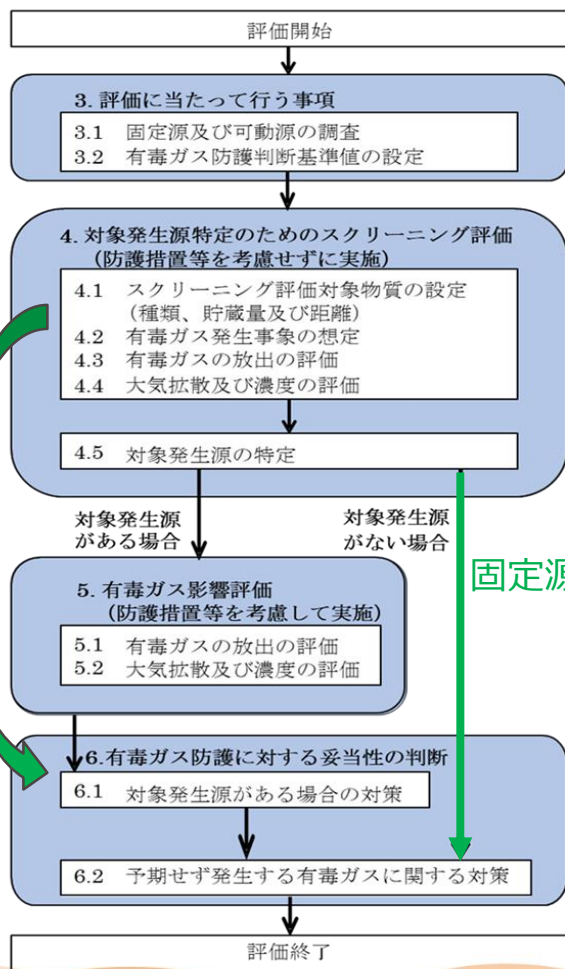 評価開始
3. 評価に当たって行う事項
3.1 固定源及び可動源の調査
3.2 有毒ガス防護判断基準値の設定
4. 対象発生源特定のためのスクリーニング評価
(防護措置等を考慮せずに実施)
4.1 スクリーニング評価対象物質の設定
(種類、貯蔵量及び距離)
4.2 有毒ガス発生事象の想定
4.3 有毒ガスの放出の評価
4.4 大気拡散及び濃度の評価
4.5 対象発生源の特定
対象発生源
がある場合
対象発生源
がない場合
固定源
5. 有毒ガス影響評価
(防護措置等を考慮して実施)
5.1 有毒ガスの放出の評価
5.2 大気拡散及び濃度の評価
6.有毒ガス防護に対する妥当性の判断
6.1 対象発生源がある場合の対策
6.2 予期せず発生する有毒ガスに関する対策
評価終了